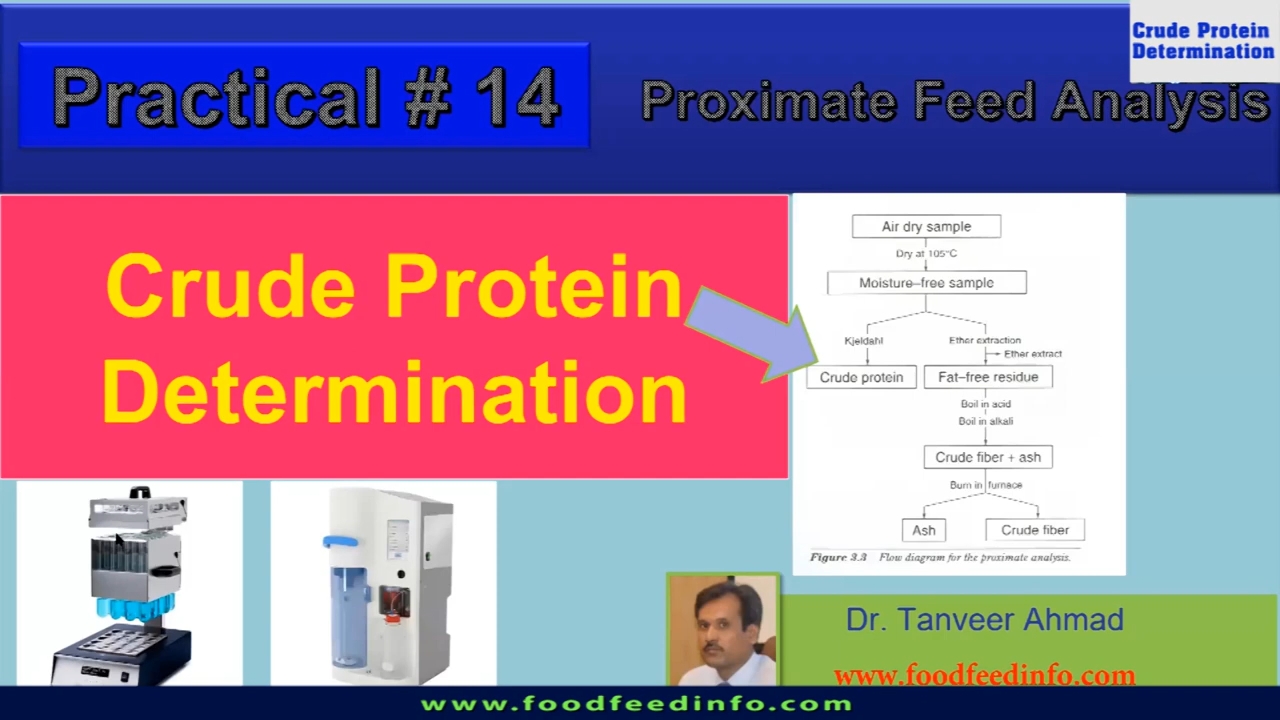 Practical # 14
Proximate Feed Analysis
Crude Protein
Determination
Crude Protein
Determination
Air dry sample
Dry at 105°C
Moisture–free sample
Kjeldahl
Ether extraction
Ether extract
Crude protein
Fat–free residue
Boil in acid
Boil in alkali
Crude fiber + ash
Burn in furnace
Ash
Crude fiber
Figure 3.3 Flow diagram for the proximate analysis.
Dr. Tanveer Ahmad
www.foodfeedinfo.com
www.foodfeedinfo.com